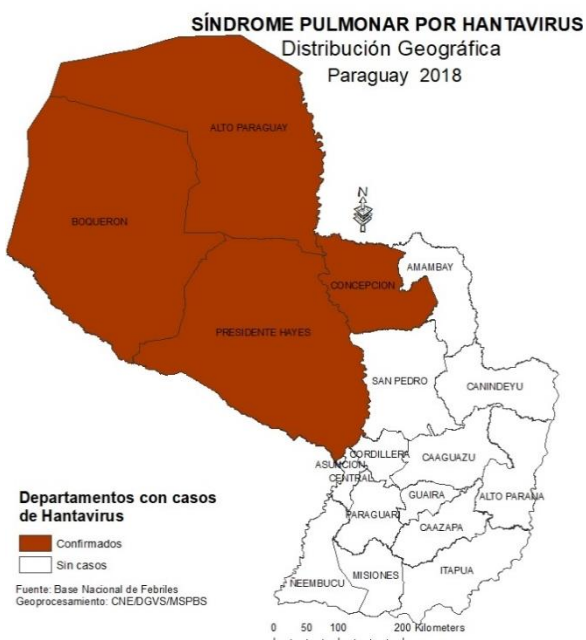 SÍNDROME PULMONAR POR HANTAVIRUS
Distribución Geográfica
Paraguay 2018
ALTO PARAGUAY
N
BOQUERON
AMAMBAY
CONCEPCION
PRESIDENTE HAYES
SAN PEDRO
CANINDEYU
CORDILLERA
CAAGUAZU
ASUNCION
CENTRAL
GUAIRA
ALTO PARANA
PARAGUARI
CAAZAPA
ITAPUA
MISIONES
ÑEEMBUCU
Departamentos con casos
de Hantavirus
Confirmados
Sin casos
Fuente: Base Nacional de Febriles
Geoprocesamiento: CNE/DGVS/MSPBS
0 50 100 200 Kilometers